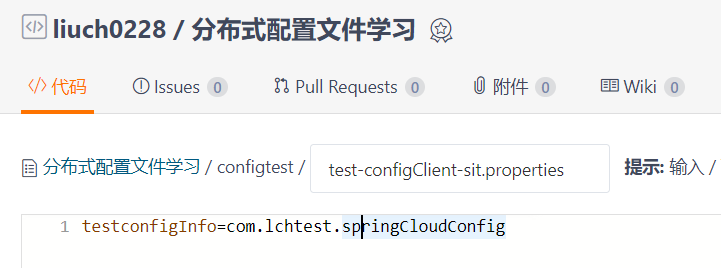 liuch0228 / 分布式配置文件学习
代码 Issues 0 Pull Requests 0 附件 0 Wiki 0
分布式配置文件学习 / configtest / test-configClient-sit.properties 提示: 输入 /
1 testconfigInfo=com.lchtest.springCloudConfig